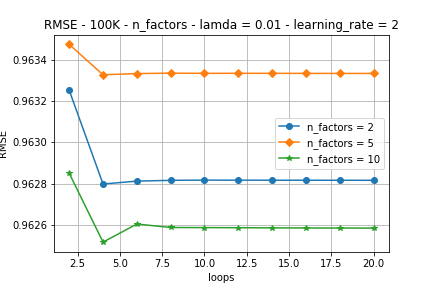 RMSE - 100K - n_factors - lamda = 0.01 - learning_rate = 2
0.9634
0.9632
0.9630
0.9628
0.9626
RMSE
n_factors = 2
n_factors = 5
n_factors = 10
2.5 5.0 7.5 10.0 12.5 15.0 17.5 20.0
loops